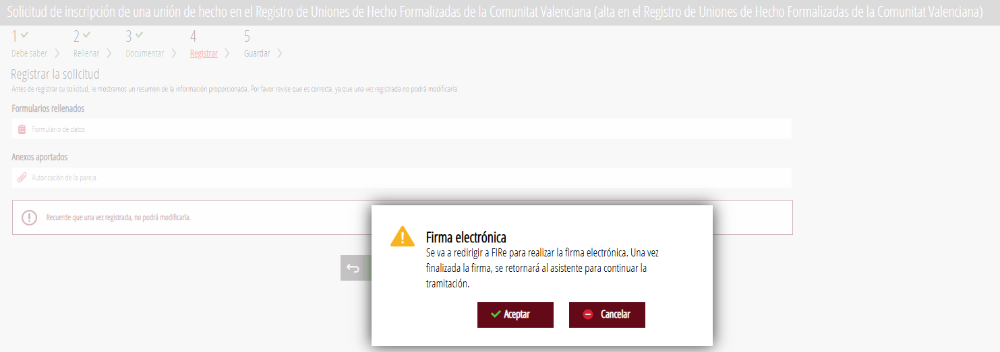 Solicitud de inscripción de una unión de hecho en el Registro de Uniones de Hecho Formalizadas de la Comunitat Valenciana (alta en el Registro de Uniones de Hecho Formalizadas de la Comunitat Valenciana)
1 2 3 4 5
Debe saber Rellenar Documentar Registrar Guardar
Registrar la solicitud
Antes de registrar su solicitud, le mostramos un resumen de la información proporcionada. Por favor revise que es correcta, ya que una vez registrada no podrá modificarla.
Formularios rellenados
Formulario de datos
Anexos aportados
Autorización de la pareja.
Recuerde que una vez registrada, no podrá modificarla.
Firma electrónica
Se va a redirigir a FIRe para realizar la firma electrónica. Una vez
finalizada la firma, se retornará al asistente para continuar la
tramitación.
Aceptar Cancelar